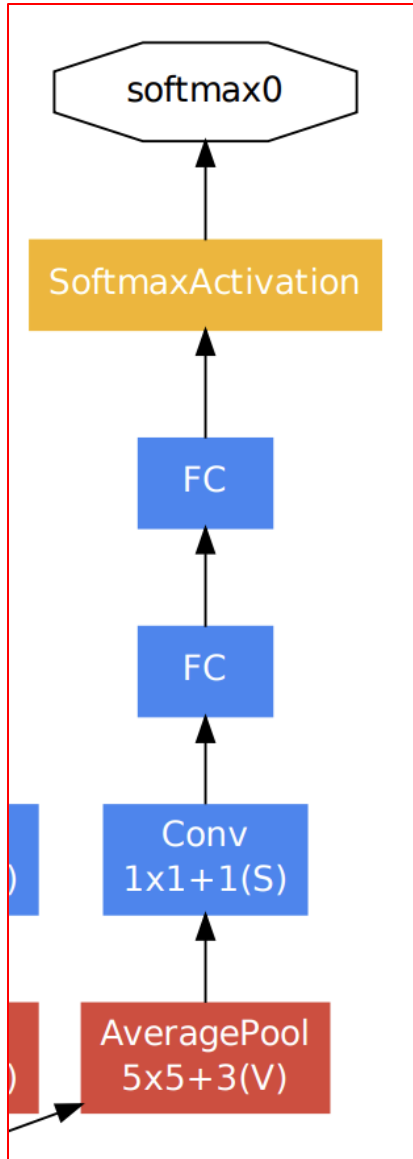 softmax0
SoftmaxActivation
FC
FC
)
Conv
1x1+1(S)
)
AveragePool
5x5+3(V)